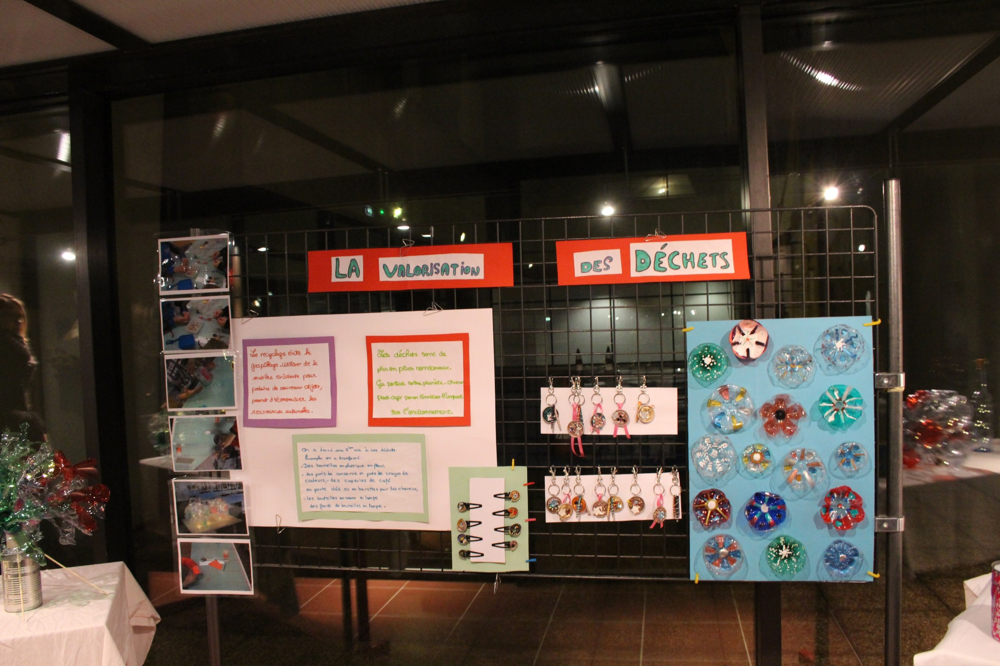 LA VALORISATION DES DÉCHETS
Le recyclage évite le
gaspillage. Utiliser de la
matière existante pour
poduire de nouveaux objets,
permet d'économiser les
ressources naturelles.
Les déchets sont de
plus en plus nombreux.
Ça pollue notre planète. Chacun
peut agir pour limiter l'impact
sur l'environnement.
On a donné une 2ème vie à ces déchets.
Exemples on a transformé:
- Des bouteilles en plastique en fleur,
- des pots de conserve en pots de crayon de
couleurs, - des capsules de café
en porte clés ou en barettes pour les cheveux,
- les bouteilles en verre en lampe
des fonds de bouteilles en lampe.